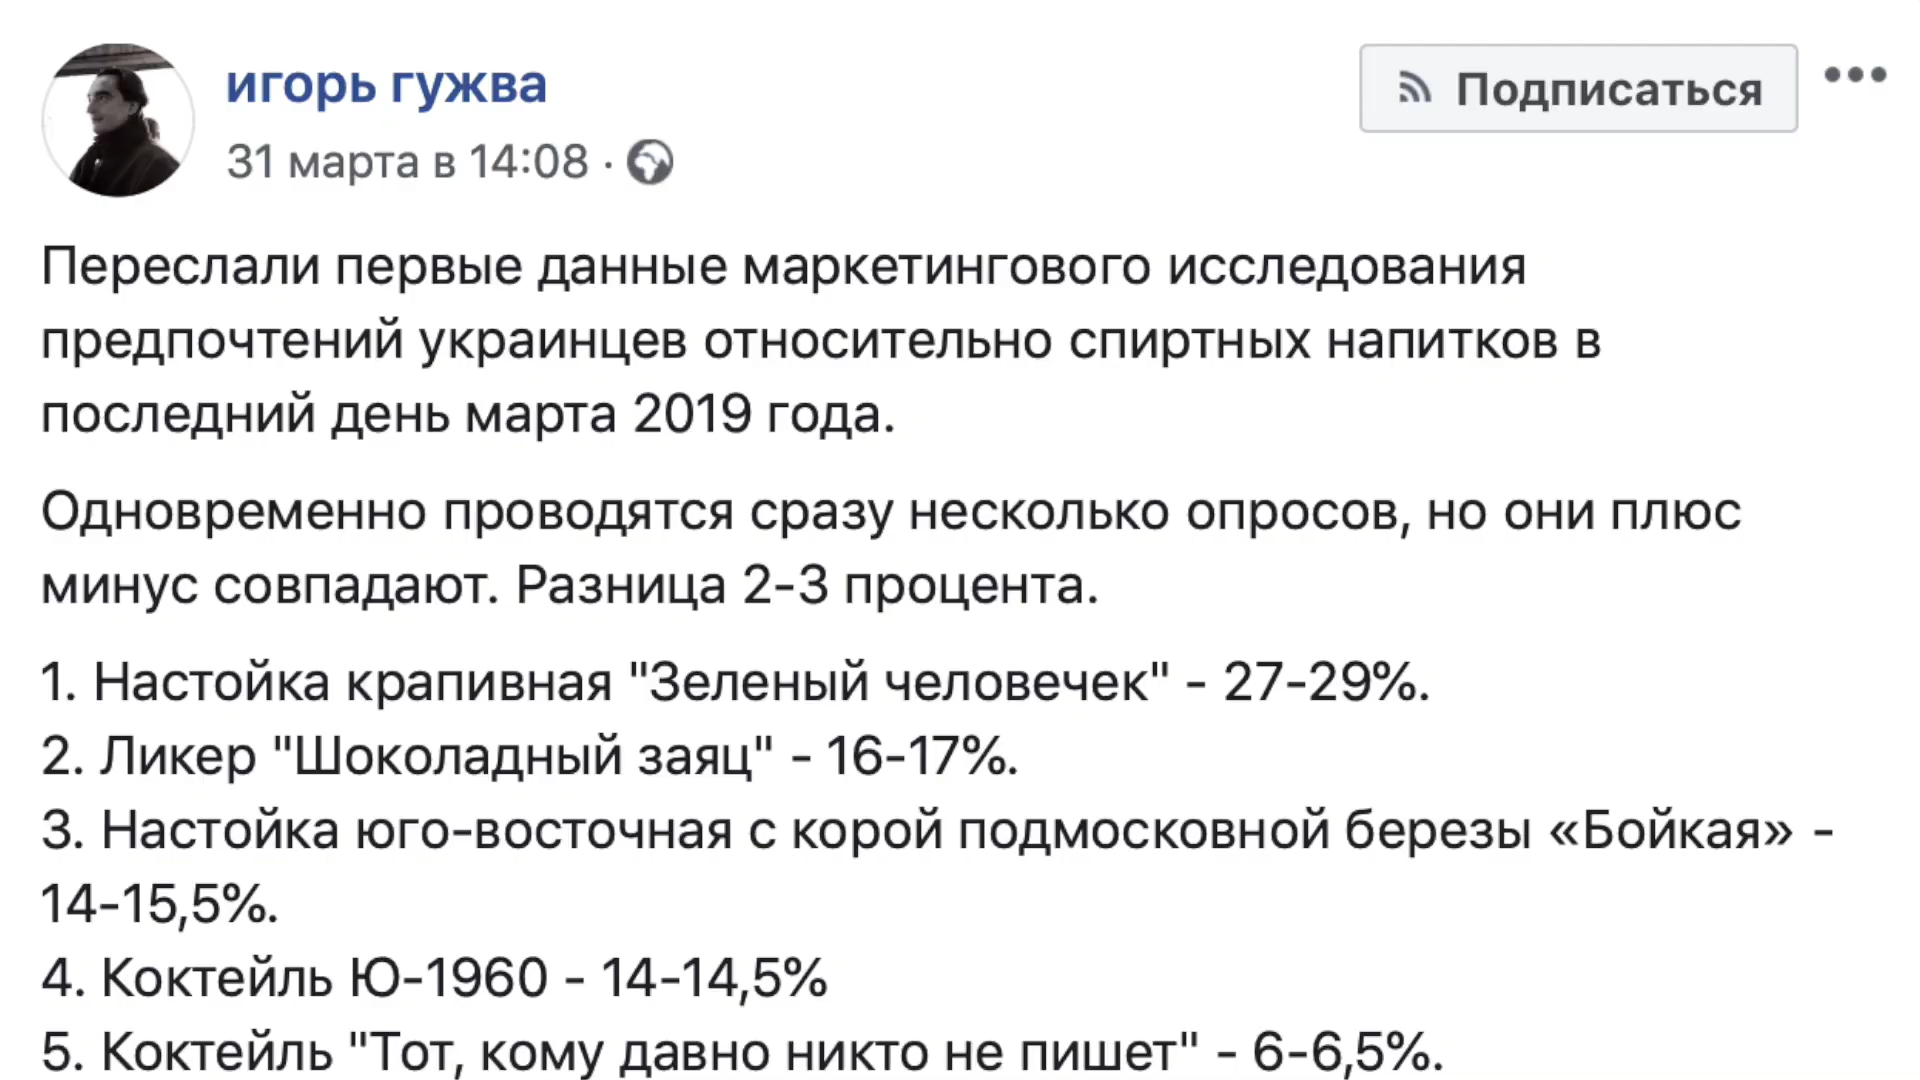 игорь гужва
Подписаться
31 марта в 14:08 ·
Переслали первые данные маркетингового исследования
предпочтений украинцев относительно спиртных напитков в
последний день марта 2019 года.
Одновременно проводятся сразу несколько опросов, но они плюс
минус совпадают. Разница 2-3 процента.
1. Настойка крапивная "Зеленый человечек" - 27-29%.
2. Ликер "Шоколадный заяц" - 16-17%.
3. Настойка юго-восточная с корой подмосковной березы «Бойкая» -
14-15,5%.
4. Коктейль Ю-1960 - 14-14,5%
5. Коктейль "Тот, кому давно никто не пишет" - 6-6,5%.